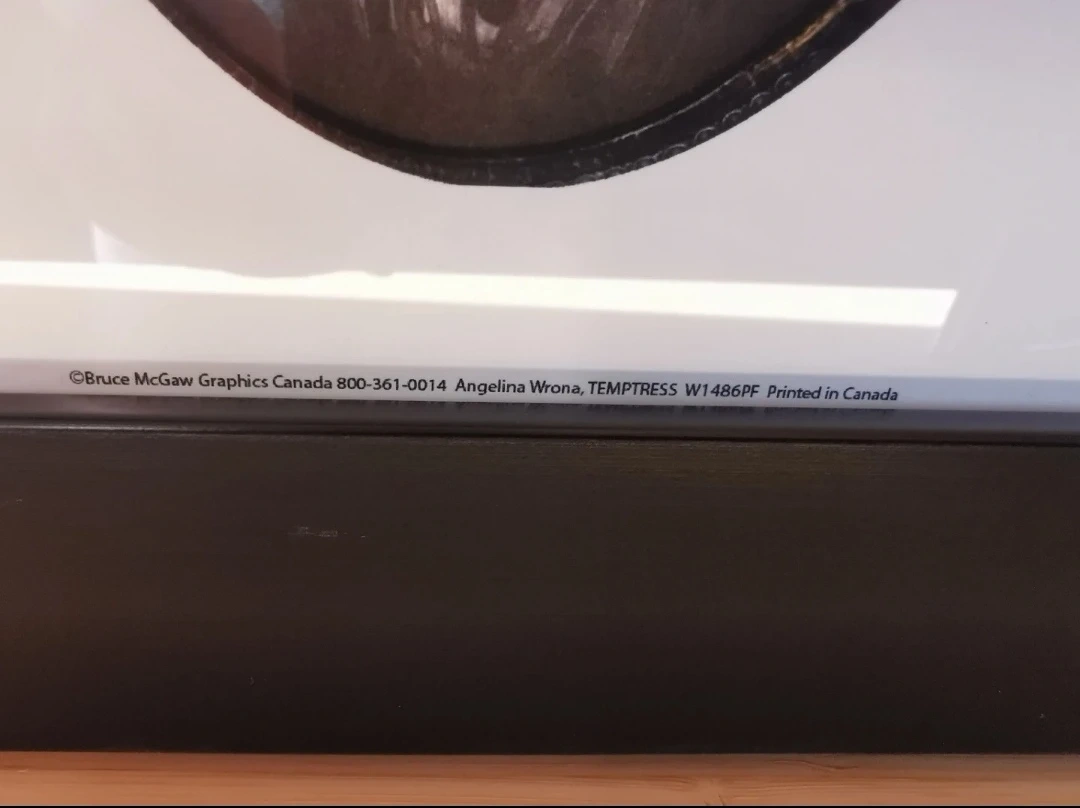 ©Bruce McGaw Graphics Canada 800-361-0014 Angelina Wrona, TEMPTRESS W1486PF Printed in Canada